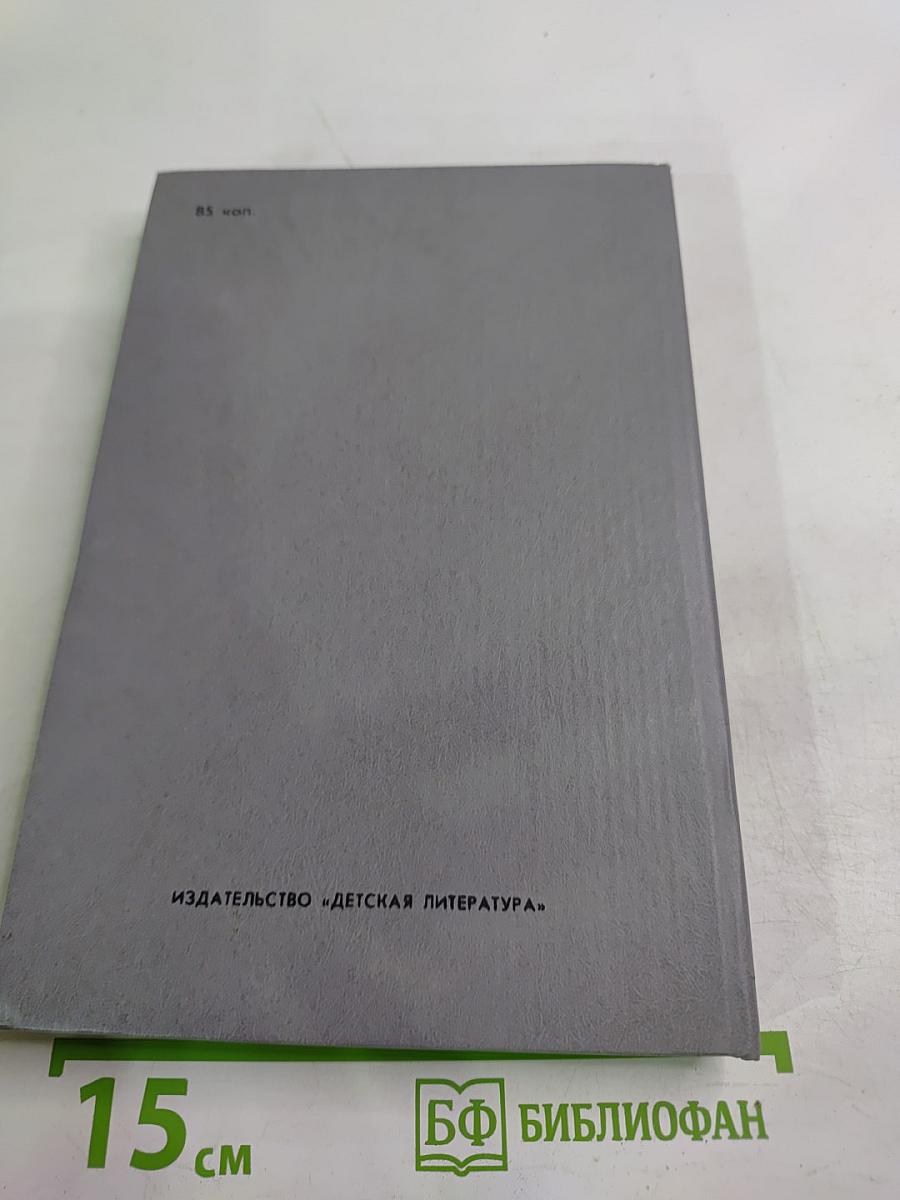 85 коп.
ИЗДАТЕЛЬСТВО «ДЕТСКАЯ ЛИТЕРАТУРА»
15 см
БФ БИБЛИОФАН